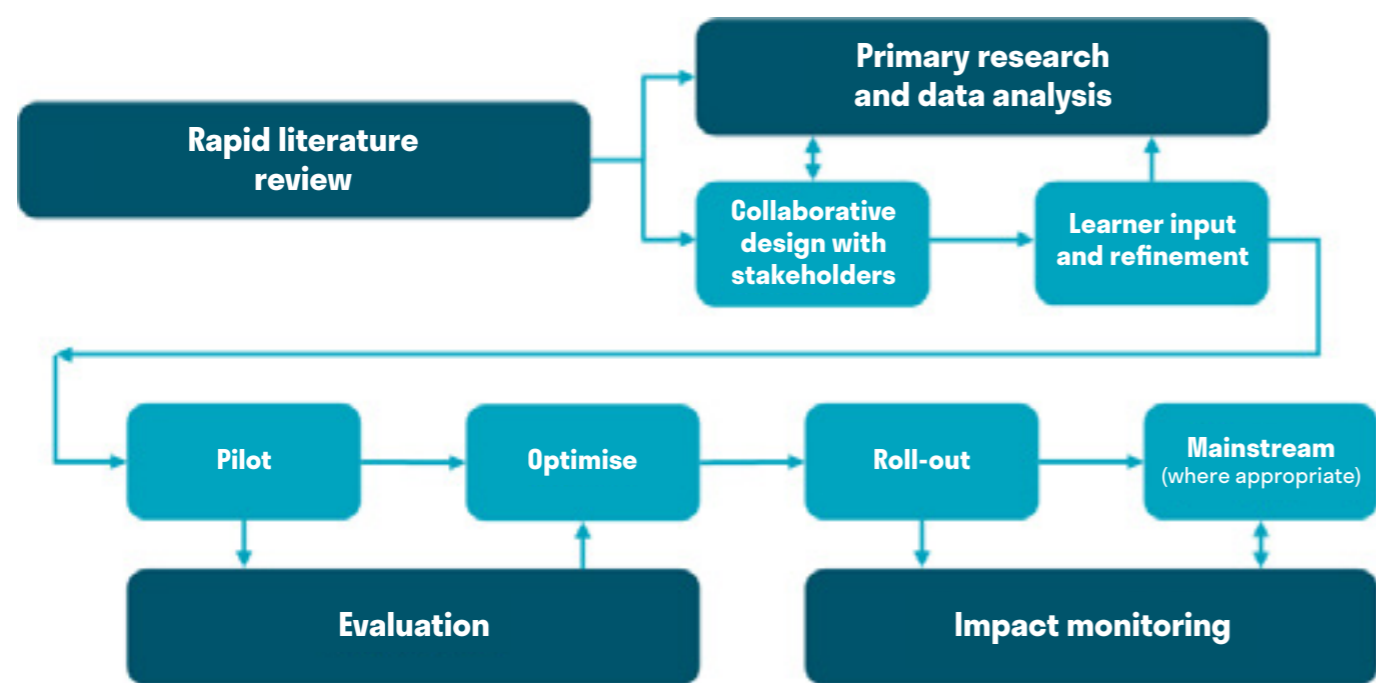 Primary research
and data analysis
Rapid literature
review
Collaborative
design with
stakeholders
Learner input
and refinement
Pilot
Optimise
Roll-out
Mainstream
(where appropriate)
Evaluation
Impact monitoring